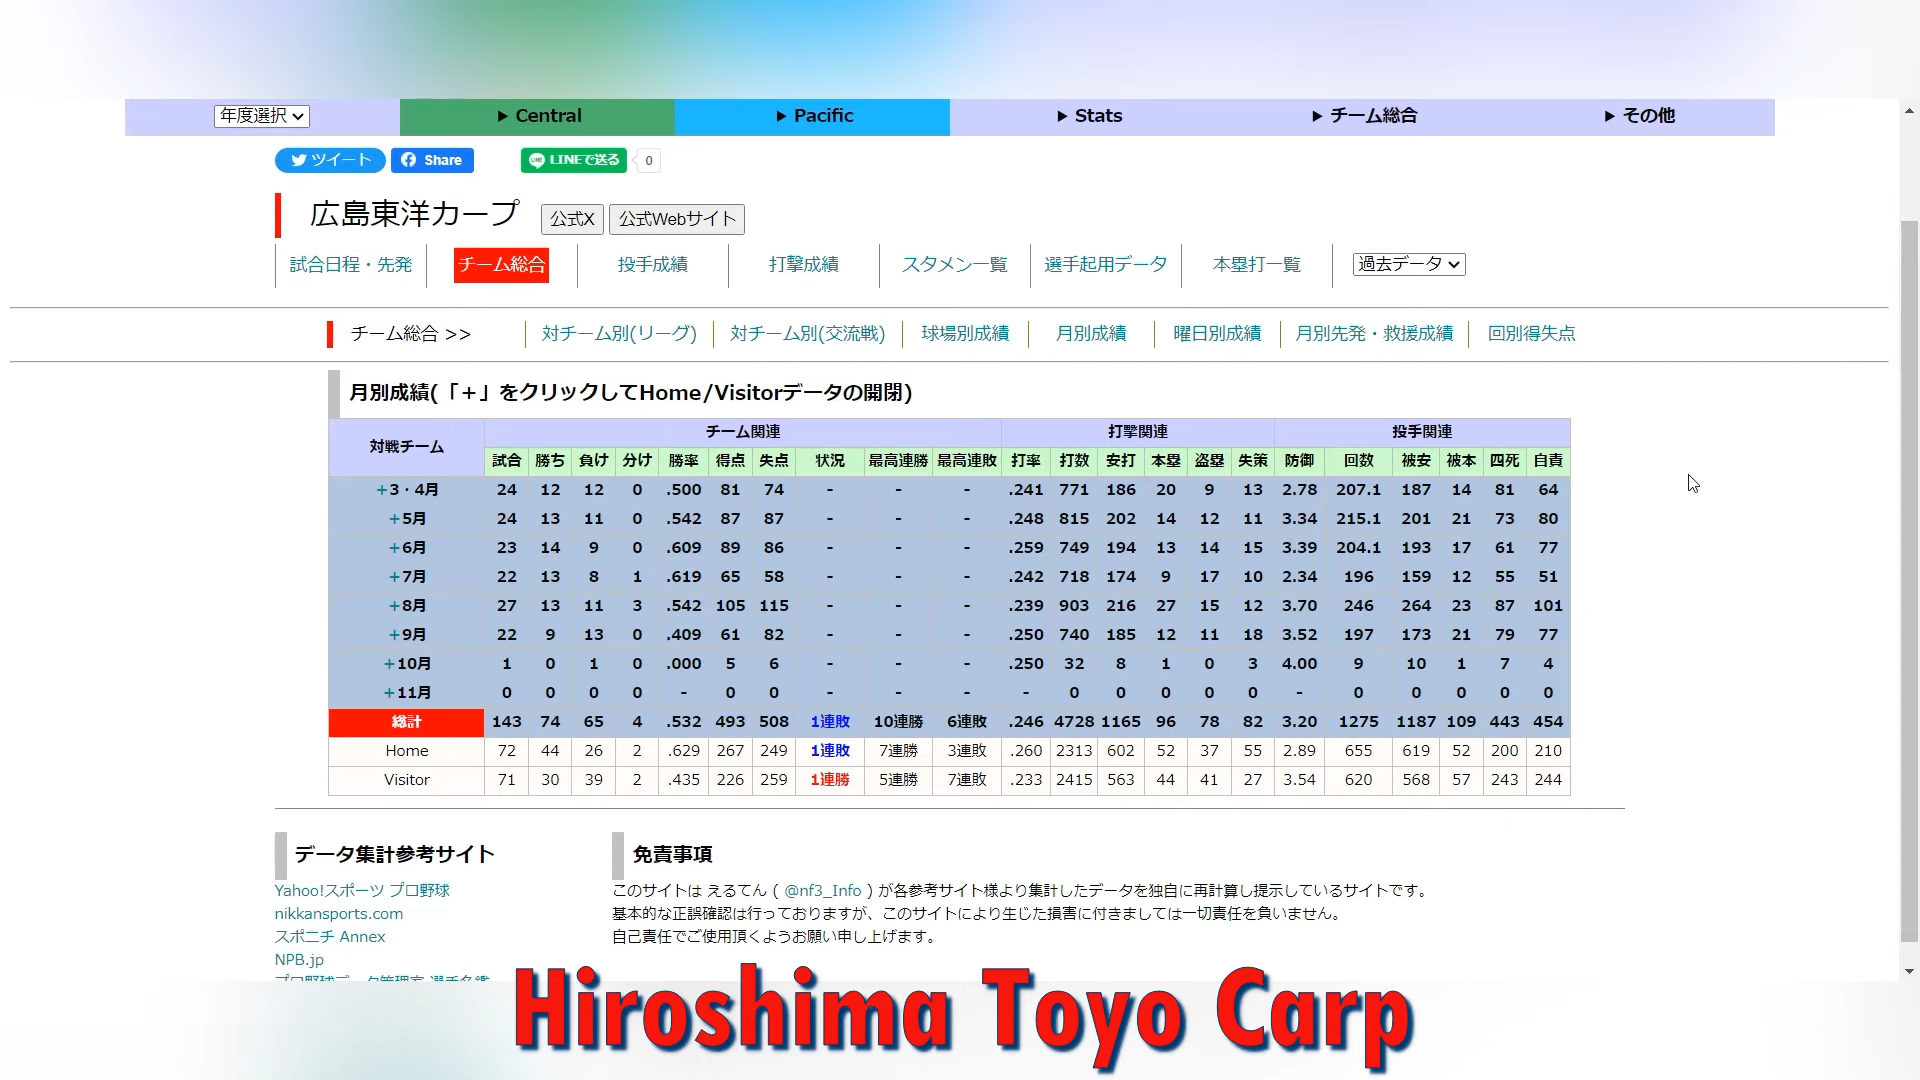 年度選択 ▶ Central ▶ Pacific ▶ Stats ▶ チーム総合 ▶ その他
ツイート Share LINEで送る 0
広島東洋カープ 公式X 公式Webサイト
試合日程・先発 チーム総合 投手成績 打撃成績 スタメン一覧 選手起用データ 本塁打一覧 過去データ
チーム総合 >> 対チーム別(リーグ) 対チーム別(交流戦) 球場別成績 月別成績 曜日別成績 月別先発・救援成績 回別得失点
月別成績(「＋」をクリックしてHome/Visitorデータの開閉)
対戦チーム チーム関連 打撃関連 投手関連
試合 勝ち 負け 分け 勝率 得点 失点 状況 最高連勝 最高連敗 打率 打数 安打 本塁 盗塁 失策 防御 回数 被安 被本 四死 自責
+3・4月 24 12 12 0 .500 81 74 - - - .241 771 186 20 9 13 2.78 207.1 187 14 81 64
+5月 24 13 11 0 .542 87 87 - - - .248 815 202 14 12 11 3.34 215.1 201 21 73 80
+6月 23 14 9 0 .609 89 86 - - - .259 749 194 13 14 15 3.39 204.1 193 17 61 77
+7月 22 13 8 1 .619 65 58 - - - .242 718 174 9 17 10 2.34 196 159 12 55 51
+8月 27 13 11 3 .542 105 115 - - - .239 903 216 27 15 12 3.70 246 264 23 87 101
+9月 22 9 13 0 .409 61 82 - - - .250 740 185 12 11 18 3.52 197 173 21 79 77
+10月 1 0 1 0 .000 5 6 - - - .250 32 8 1 0 3 4.00 9 10 1 7 4
+11月 0 0 0 0 - 0 0 - - - - 0 0 0 0 0 - 0 0 0 0 0
総計 143 74 65 4 .532 493 508 1連敗 10連勝 6連敗 .246 4728 1165 96 78 82 3.20 1275 1187 109 443 454
Home 72 44 26 2 .629 267 249 1連敗 7連勝 3連敗 .260 2313 602 52 37 55 2.89 655 619 52 200 210
Visitor 71 30 39 2 .435 226 259 1連勝 5連勝 7連敗 .233 2415 563 44 41 27 3.54 620 568 57 243 244
データ集計参考サイト 免責事項
Yahoo!スポーツ プロ野球 このサイトは えるてん ( @nf3_Info ) が各参考サイト様より集計したデータを独自に再計算し提示しているサイトです。
nikkansports.com 基本的な正誤確認は行っておりますが、このサイトにより生じた損害に付きましては一切責任を負いません。
スポニチ Annex 自己責任でご使用頂くようお願い申し上げます。
NPB.jp
Hiroshima Toyo Carp